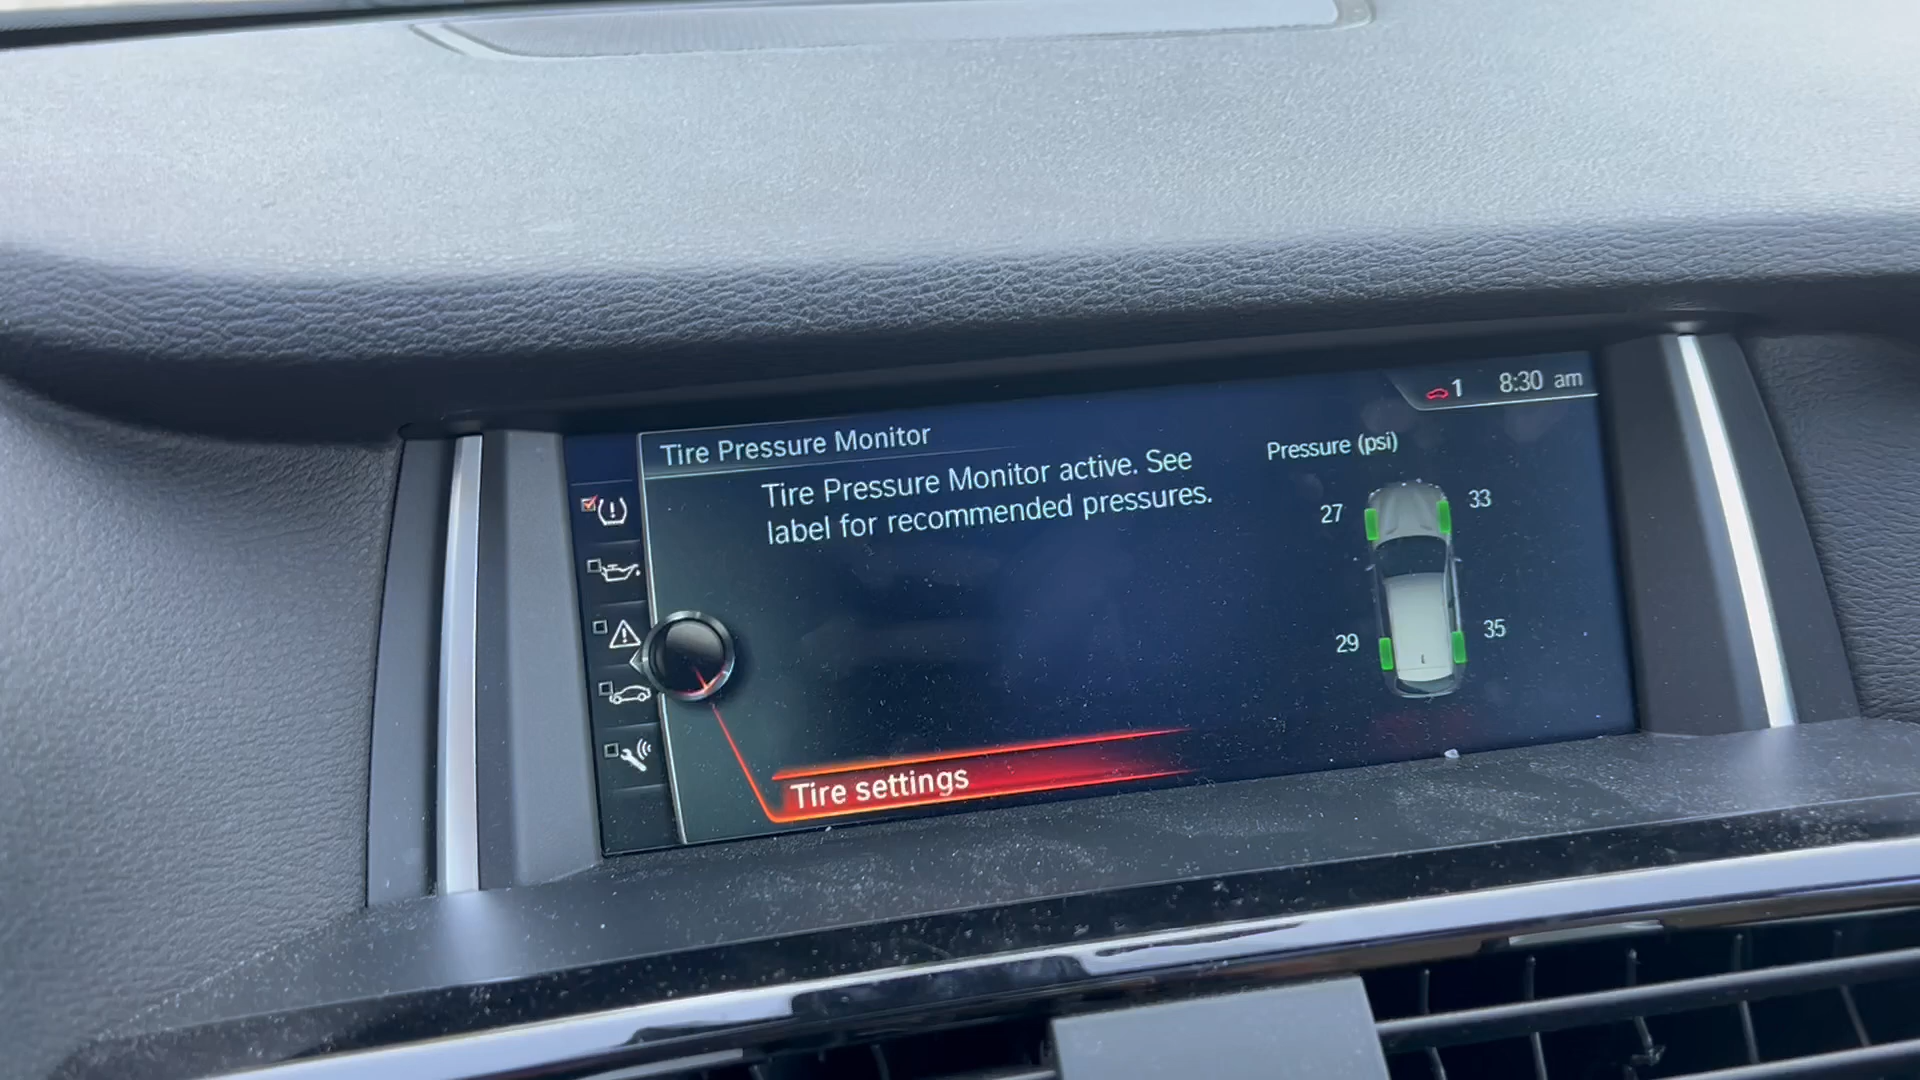 1 8:30 am
Tire Pressure Monitor
Tire Pressure Monitor active. See
label for recommended pressures.
Pressure (psi)
27 33
29 35
Tire settings